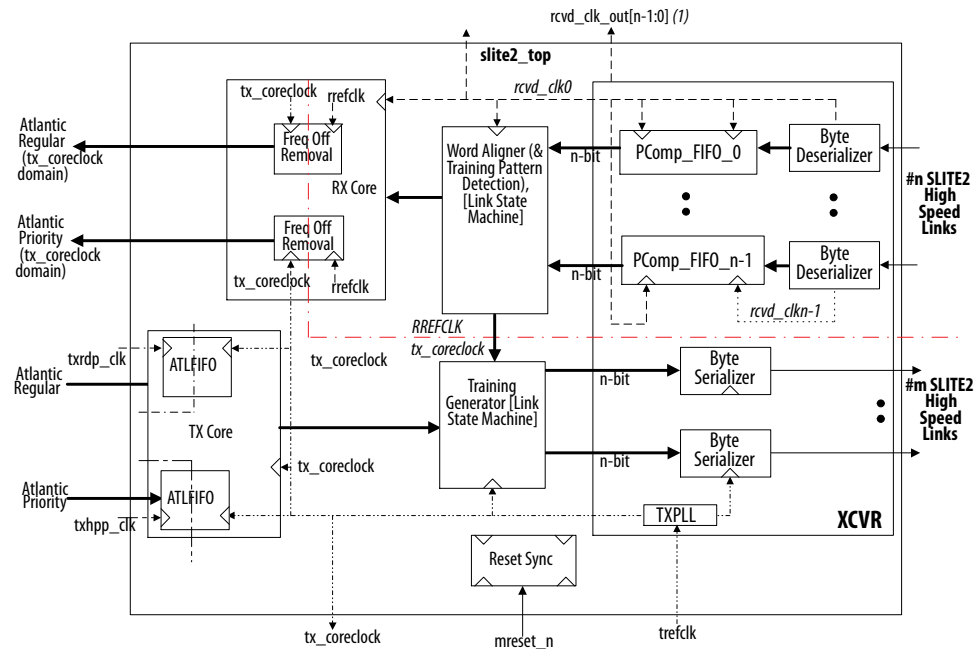 rcvd_clk_out[n-1:0] (1)
slite2_top
tx_coreclock
rrefclk
rcvd_clk0
Atlantic
Regular
(tx_coreclock
domain)
Freq Off
Removal
RX Core
Word Aligner (&
Training Pattern
Detection),
[Link State
Machine]
n-bit
PComp_FIFO_0
Byte
Deserializer
#n SLITE2
High
Speed
Links
Atlantic
Priority
(tx_coreclock
domain)
Freq Off
Removal
tx_coreclock
rrefclk
n-bit
PComp_FIFO_n-1
Byte
Deserializer
rcvd_clkn-1
RREFCLK
tx_coreclock
txrdp_clk
ATLFIFO
tx_coreclock
Atlantic
Regular
TX Core
Training
Generator [Link
State Machine]
n-bit
Byte
Serializer
#m SLITE2
High
Speed
Links
n-bit
Byte
Serializer
tx_coreclock
Atlantic
Priority
ATLFIFO
txhpp_clk
TXPLL
XCVR
Reset Sync
tx_coreclock
mreset_n
trefclk